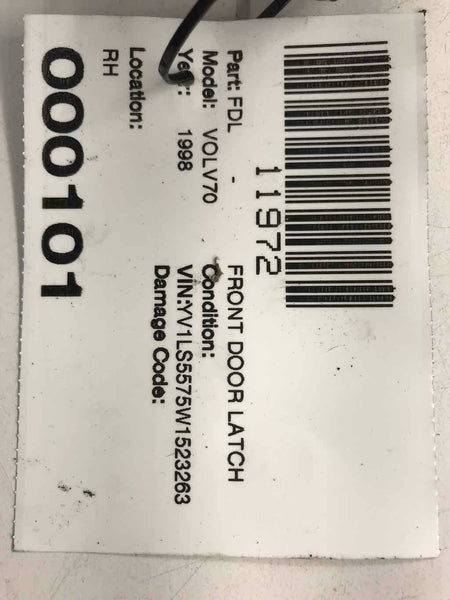 11972
Part: FDL - FRONT DOOR LATCH
Model: VOLV70 Condition:
Year: 1998 VIN:YV1LS5575W1523263
Damage Code:
Location:
RH
000101